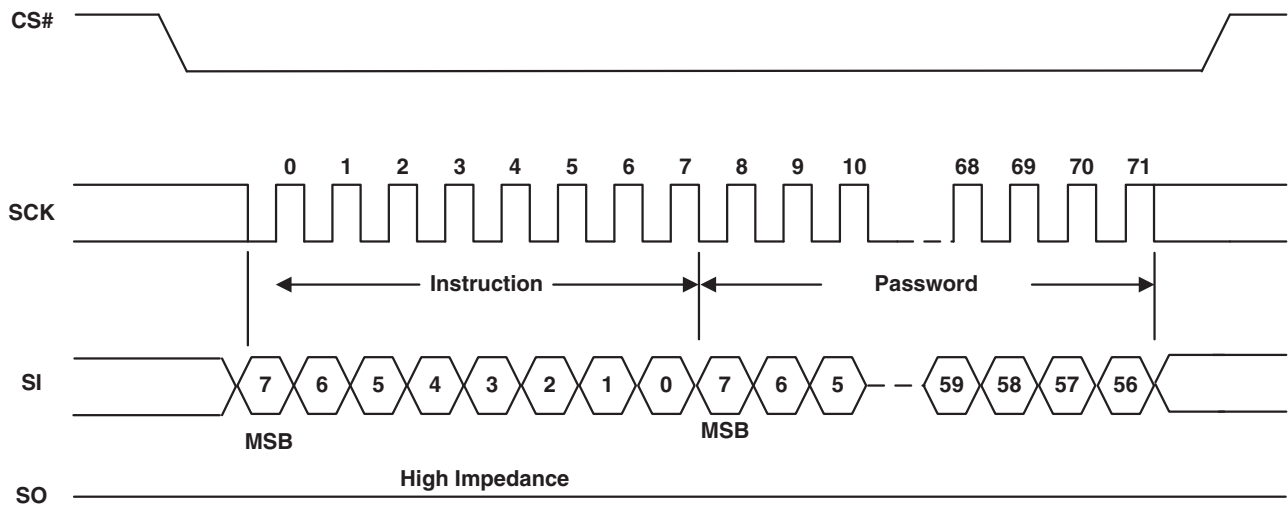 CS#
0 1 2 3 4 5 6 7 8 9 10 68 69 70 71
SCK
Instruction Password
SI 7 6 5 4 3 2 1 0 7 6 5 59 58 57 56
MSB MSB
High Impedance
SO